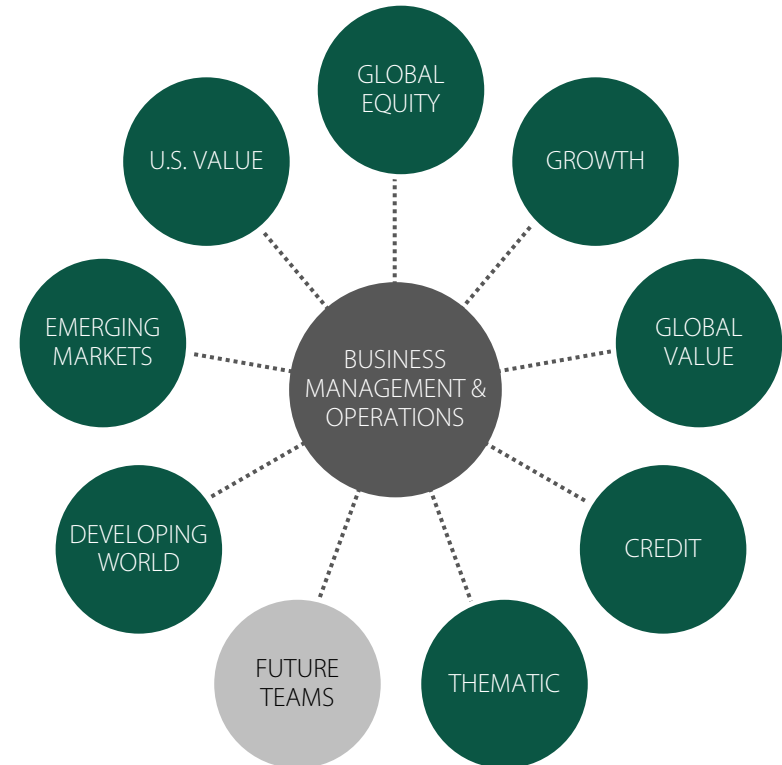 GLOBAL
EQUITY
U.S. VALUE
GROWTH
EMERGING
MARKETS
GLOBAL
VALUE
BUSINESS
MANAGEMENT &
OPERATIONS
DEVELOPING
WORLD
CREDIT
FUTURE
TEAMS
THEMATIC